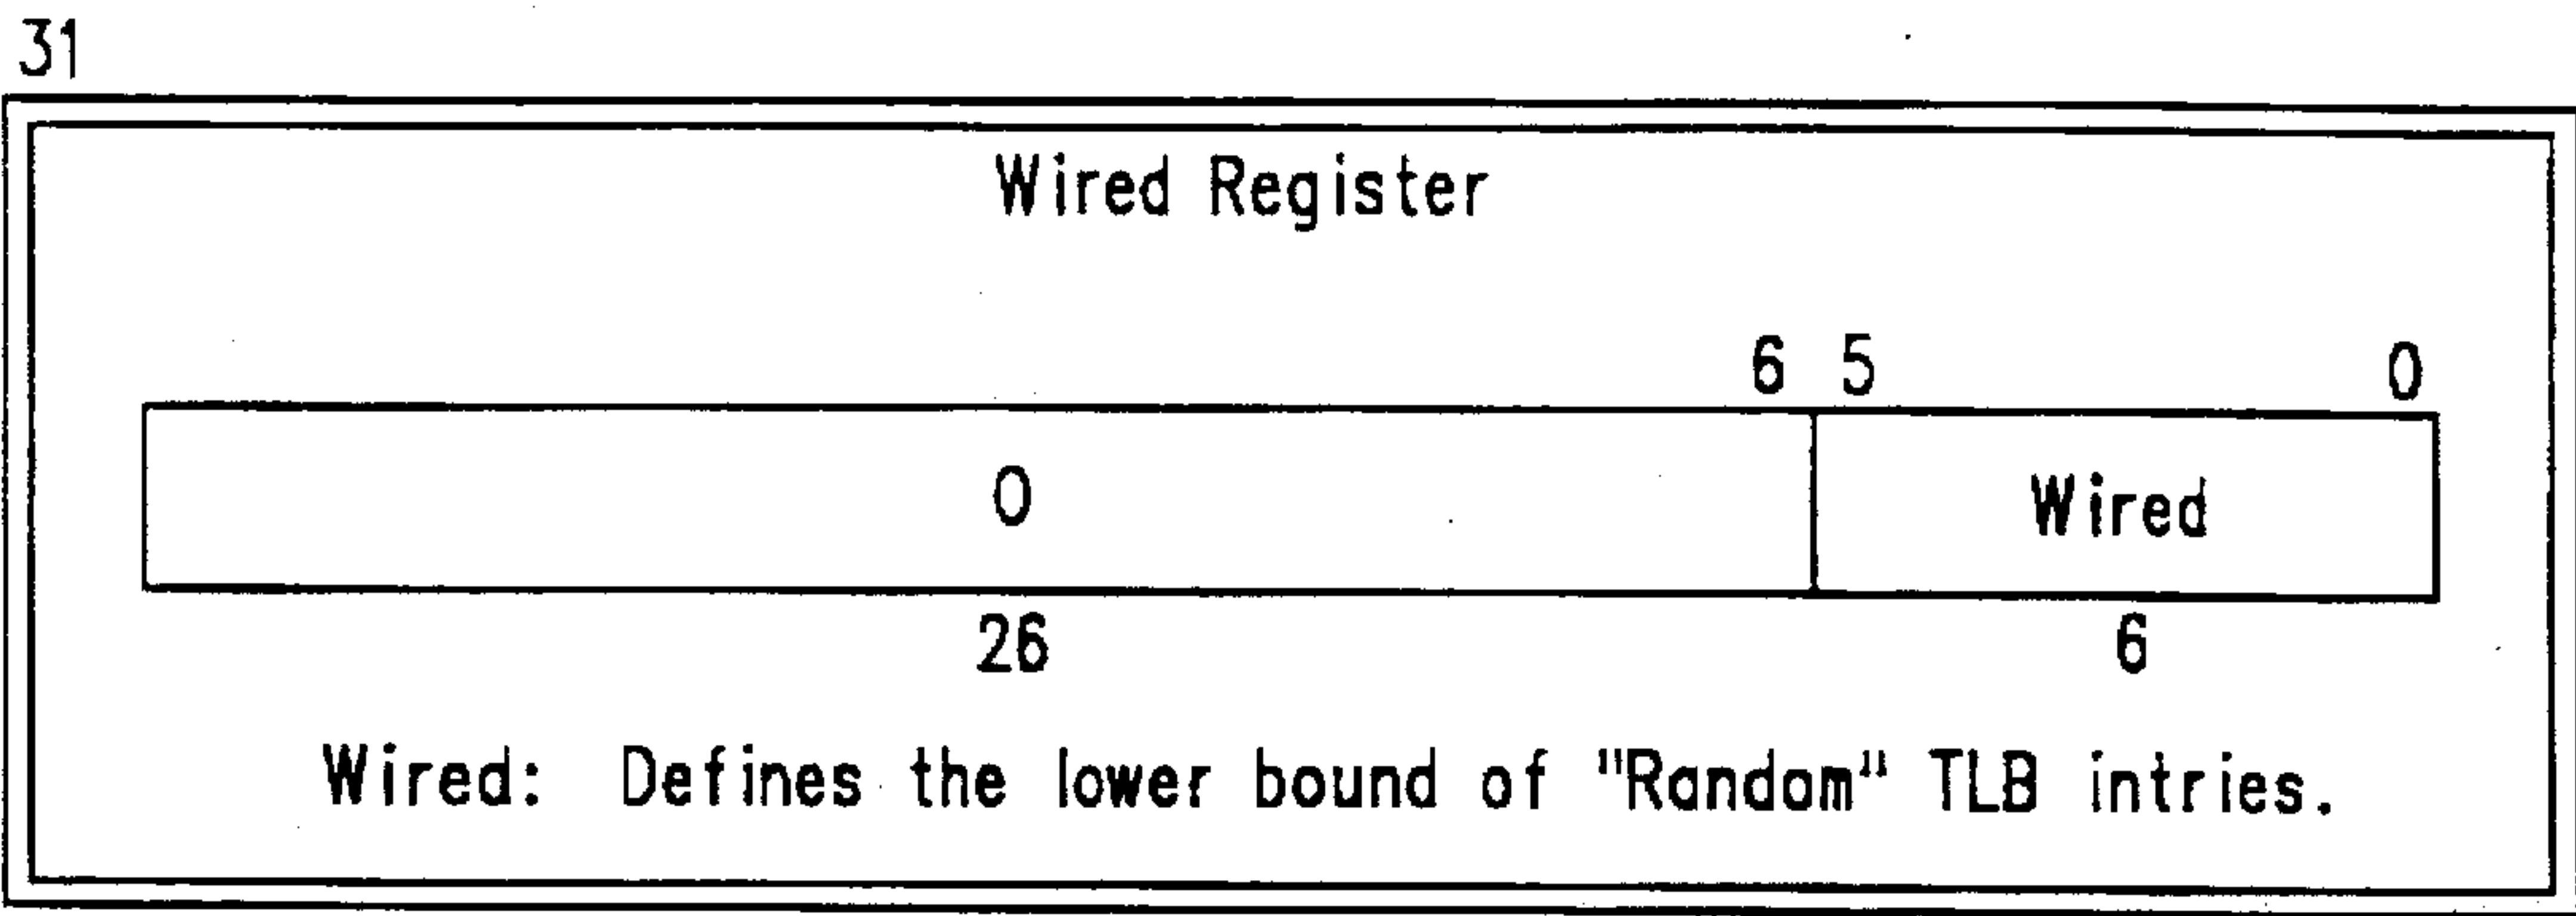 31
Wired Register
6 5 0
0 Wired
26 6
Wired: Defines the lower bound of "Random" TLB intries.